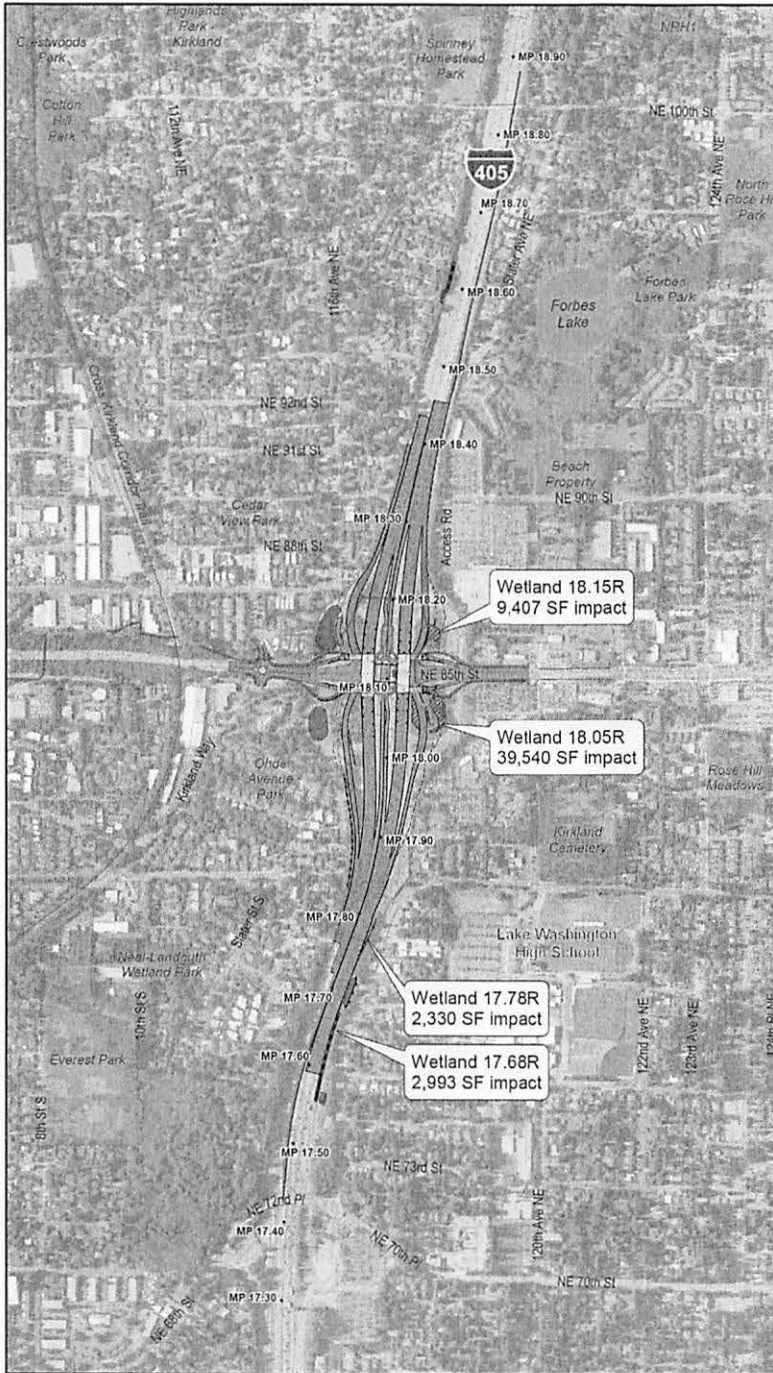 Highlands
Park -
Kirkland
Crestwoods
Park
Spinney
Homestead
Park
NRH1
MP 18.90
Cotton
Hill
Park
112th Ave NE
NE 100th St
MP 18.80
124th Ave NE
405
MP 18.70
North
Rose Hill
Park
Slater Ave NE
116th Ave NE
MP 18.60
Forbes
Lake
Forbes
Lake Park
MP 18.50
Cross Kirkland Corridor Trail
NE 92nd St
MP 18.40
NE 91st St
Beach
Property
NE 90th St
Cedar
View Park
MP 18.30
Access Rd
NE 88th St
Wetland 18.15R
9,407 SF impact
MP 18.20
NE 85th St
MP 18.10
Wetland 18.05R
39,540 SF impact
Kirkland Way
Ohde
Avenue
Park
MP 18.00
Rose Hill
Meadows
MP 17.90
Kirkland
Cemetery
Slater St S
MP 17.80
Lake Washington
High School
Neal-Landguth
Wetland Park
MP 17.70
Wetland 17.78R
2,330 SF impact
10th St S
122nd Ave NE
123rd Ave NE
124th Pl NE
Everest Park
MP 17.60
Wetland 17.68R
2,993 SF impact
8th St S
MP 17.50
NE 73rd St
NE 72nd Pl
MP 17.40
120th Ave NE
NE 70th Pl
NE 70th St
MP 17.30
NE 68th St